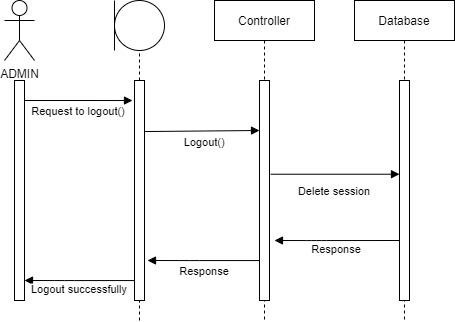 Controller
Database
ADMIN
Request to logout()
Logout()
Delete session
Response
Response
Logout successfully